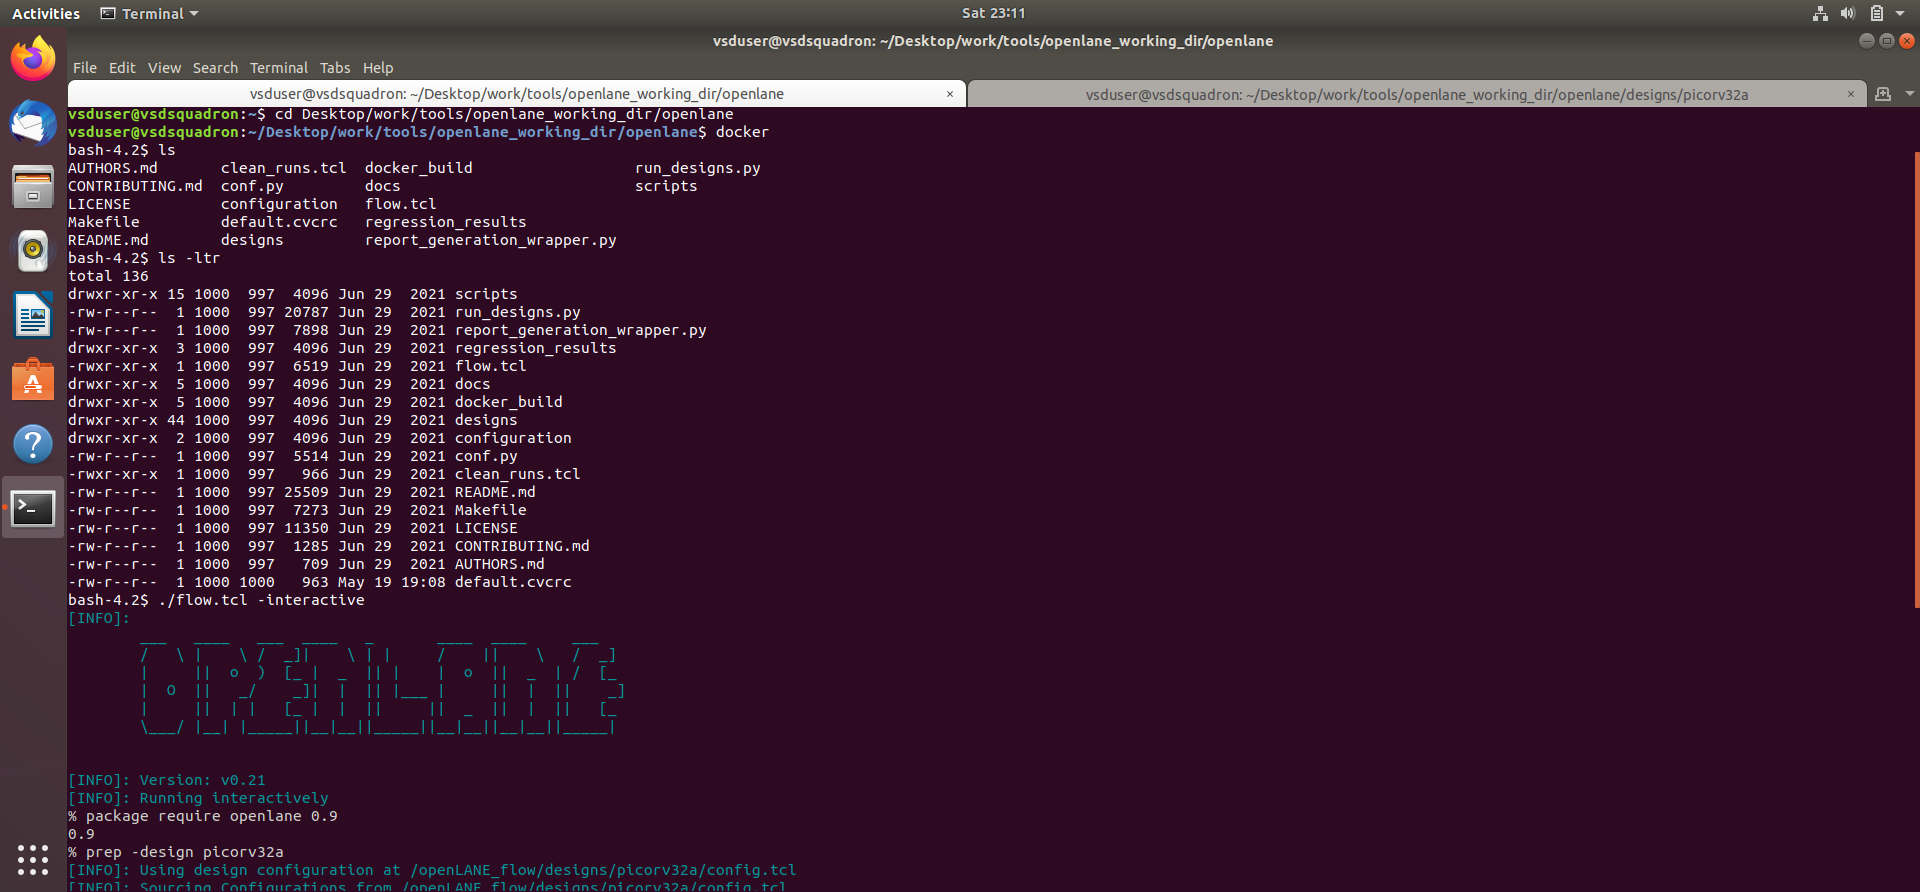 Activities Terminal Sat 23:11
vsduser@vsdsquadron: ~/Desktop/work/tools/openlane_working_dir/openlane
File Edit View Search Terminal Tabs Help
vsduser@vsdsquadron: ~/Desktop/work/tools/openlane_working_dir/openlane × vsduser@vsdsquadron: ~/Desktop/work/tools/openlane_working_dir/openlane/designs/picorv32a ×
vsduser@vsdsquadron:~$ cd Desktop/work/tools/openlane_working_dir/openlane
vsduser@vsdsquadron:~/Desktop/work/tools/openlane_working_dir/openlane$ docker
bash-4.2$ ls
AUTHORS.md       clean_runs.tcl  docker_build                  run_designs.py
CONTRIBUTING.md  conf.py         docs                          scripts
LICENSE          configuration   flow.tcl
Makefile         default.cvcrc   regression_results
README.md        designs         report_generation_wrapper.py
bash-4.2$ ls -ltr
total 136
drwxr-xr-x 15 1000  997  4096 Jun 29  2021 scripts
-rw-r--r--  1 1000  997 20787 Jun 29  2021 run_designs.py
-rw-r--r--  1 1000  997  7898 Jun 29  2021 report_generation_wrapper.py
drwxr-xr-x  3 1000  997  4096 Jun 29  2021 regression_results
-rwxr-xr-x  1 1000  997  6519 Jun 29  2021 flow.tcl
drwxr-xr-x  5 1000  997  4096 Jun 29  2021 docs
drwxr-xr-x  5 1000  997  4096 Jun 29  2021 docker_build
drwxr-xr-x 44 1000  997  4096 Jun 29  2021 designs
drwxr-xr-x  2 1000  997  4096 Jun 29  2021 configuration
-rw-r--r--  1 1000  997  5514 Jun 29  2021 conf.py
-rwxr-xr-x  1 1000  997   966 Jun 29  2021 clean_runs.tcl
-rw-r--r--  1 1000  997 25509 Jun 29  2021 README.md
-rw-r--r--  1 1000  997  7273 Jun 29  2021 Makefile
-rw-r--r--  1 1000  997 11350 Jun 29  2021 LICENSE
-rw-r--r--  1 1000  997  1285 Jun 29  2021 CONTRIBUTING.md
-rw-r--r--  1 1000  997   709 Jun 29  2021 AUTHORS.md
-rw-r--r--  1 1000 1000   963 May 19 19:08 default.cvcrc
bash-4.2$ ./flow.tcl -interactive
[INFO]:
OPENLANE
[INFO]: Version: v0.21
[INFO]: Running interactively
% package require openlane 0.9
0.9
% prep -design picorv32a
[INFO]: Using design configuration at /openLANE_flow/designs/picorv32a/config.tcl
[INFO]: Sourcing Configurations from /openLANE_flow/designs/picorv32a/config.tcl